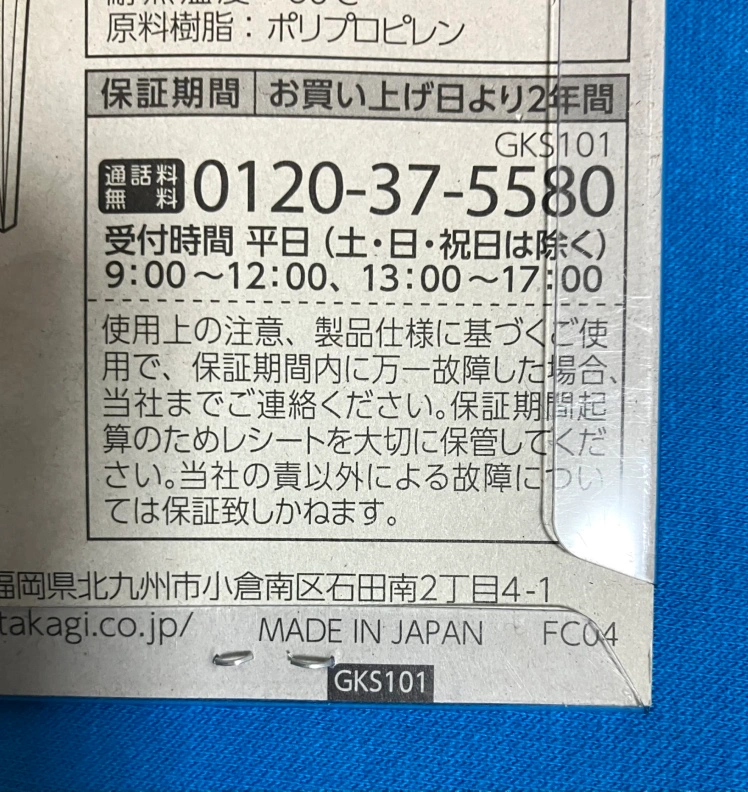 原料樹脂：ポリプロピレン
保証期間 お買い上げ日より2年間
GKS101
通話料無料 0120-37-5580
受付時間 平日（土・日・祝日は除く）
9:00～12:00、13:00～17:00
使用上の注意、製品仕様に基づくご使
用で、保証期間内に万一故障した場合、
当社までご連絡ください。保証期間起
算のためレシートを大切に保管してくだ
さい。当社の責以外による故障につい
ては保証致しかねます。
福岡県北九州市小倉南区石田南2丁目4-1
takagi.co.jp/ MADE IN JAPAN FC04
GKS101